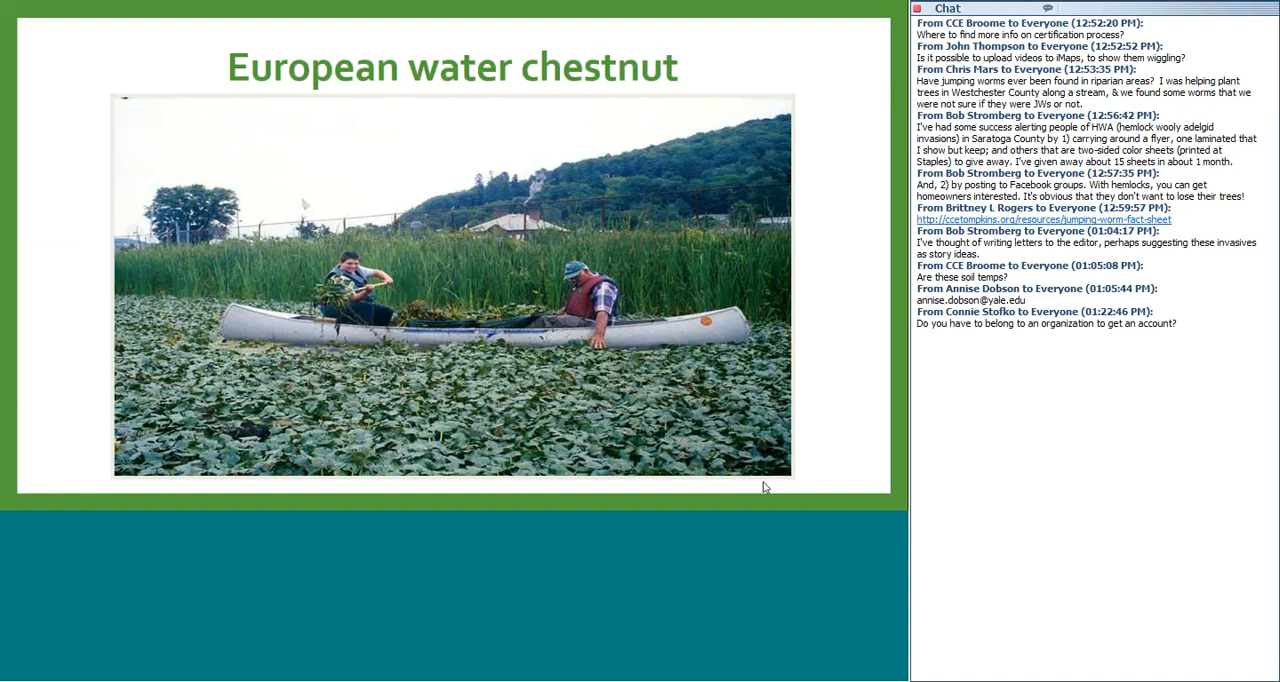 European water chestnut
Chat
From CCE Broome to Everyone (12:52:20 PM):
Where to find more info on certification process?
From John Thompson to Everyone (12:52:52 PM):
Is it possible to upload videos to iMaps, to show them wiggling?
From Chris Mars to Everyone (12:53:35 PM):
Have jumping worms ever been found in riparian areas? I was helping plant
trees in Westchester County along a stream, & we found some worms that we
were not sure if they were JWs or not.
From Bob Stromberg to Everyone (12:56:42 PM):
I've had some success alerting people of HWA (hemlock wooly adelgid
invasions) in Saratoga County by 1) carrying around a flyer, one laminated that
I show but keep; and others that are two-sided color sheets (printed at
Staples) to give away. I've given away about 15 sheets in about 1 month.
From Bob Stromberg to Everyone (12:57:35 PM):
And, 2) by posting to Facebook groups. With hemlocks, you can get
homeowners interested. It's obvious that they don't want to lose their trees!
From Brittney L Rogers to Everyone (12:59:57 PM):
http://ccetompkins.org/resources/jumping-worm-fact-sheet
From Bob Stromberg to Everyone (01:04:17 PM):
I've thought of writing letters to the editor, perhaps suggesting these invasives
as story ideas.
From CCE Broome to Everyone (01:05:08 PM):
Are these soil temps?
From Annise Dobson to Everyone (01:05:44 PM):
annise.dobson@yale.edu
From Connie Stofko to Everyone (01:22:46 PM):
Do you have to belong to an organization to get an account?